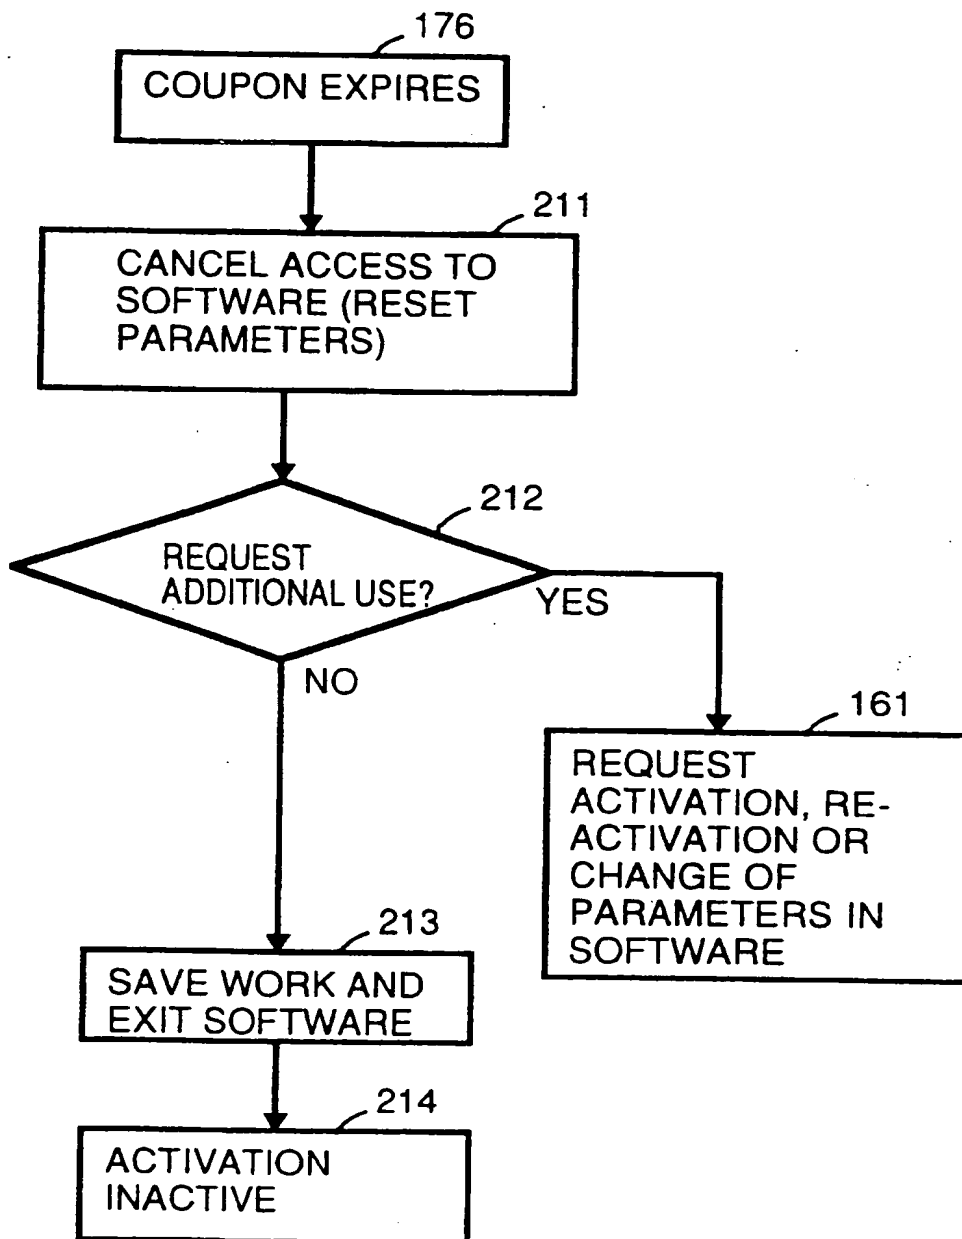 176
COUPON EXPIRES
211
CANCEL ACCESS TO
SOFTWARE (RESET
PARAMETERS)
212
REQUEST
ADDITIONAL USE?
YES
NO
161
REQUEST
ACTIVATION, RE-
ACTIVATION OR
CHANGE OF
PARAMETERS IN
SOFTWARE
213
SAVE WORK AND
EXIT SOFTWARE
214
ACTIVATION
INACTIVE